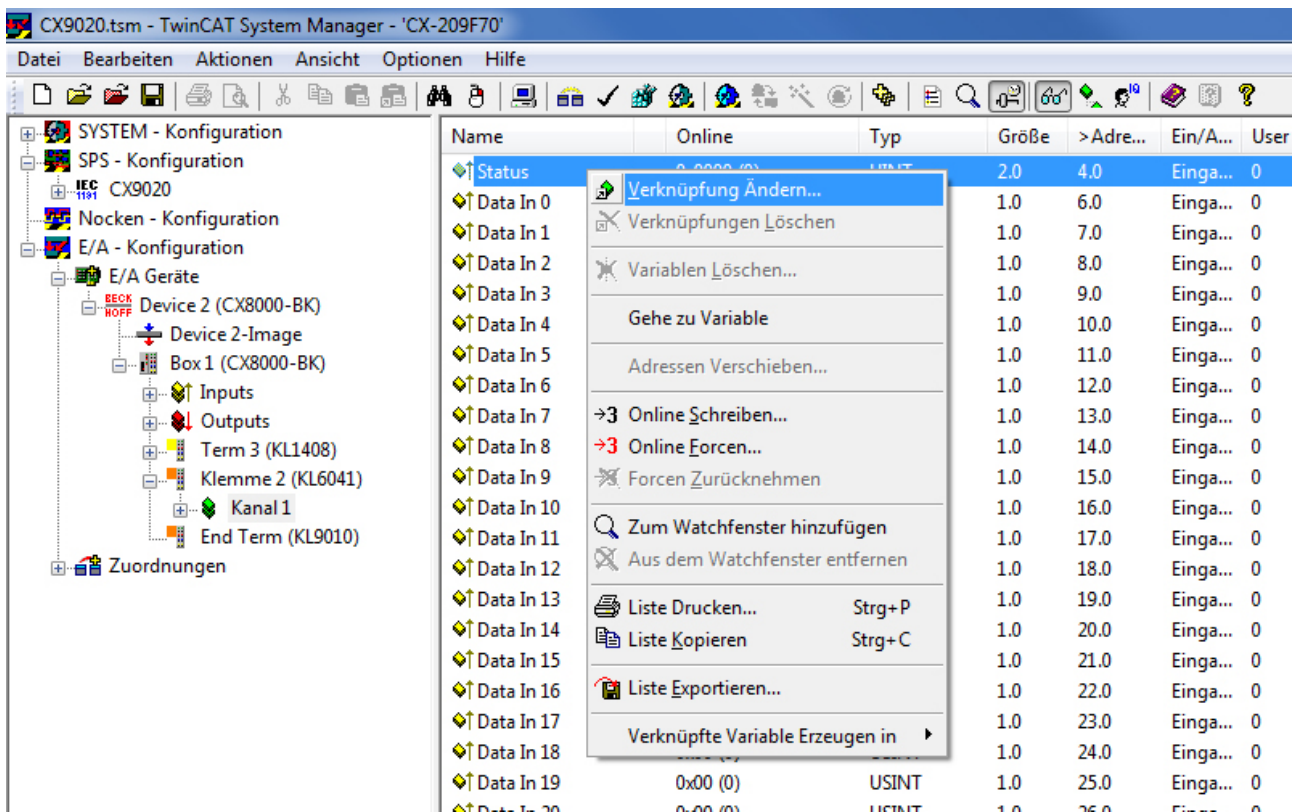 CX9020.tsm - TwinCAT System Manager - 'CX-209F70'
Datei Bearbeiten Aktionen Ansicht Optionen Hilfe
SYSTEM - Konfiguration
SPS - Konfiguration
IEC 1131 CX9020
Nocken - Konfiguration
E/A - Konfiguration
E/A Geräte
BECK HOFF Device 2 (CX8000-BK)
Device 2-Image
Box 1 (CX8000-BK)
Inputs
Outputs
Term 3 (KL1408)
Klemme 2 (KL6041)
Kanal 1
End Term (KL9010)
Zuordnungen
Name Online Typ Größe >Adre... Ein/A... User
Status 2.0 4.0 Einga... 0
Data In 0 1.0 6.0 Einga... 0
Data In 1 1.0 7.0 Einga... 0
Data In 2 1.0 8.0 Einga... 0
Data In 3 1.0 9.0 Einga... 0
Data In 4 1.0 10.0 Einga... 0
Data In 5 1.0 11.0 Einga... 0
Data In 6 1.0 12.0 Einga... 0
Data In 7 1.0 13.0 Einga... 0
Data In 8 1.0 14.0 Einga... 0
Data In 9 1.0 15.0 Einga... 0
Data In 10 1.0 16.0 Einga... 0
Data In 11 1.0 17.0 Einga... 0
Data In 12 1.0 18.0 Einga... 0
Data In 13 1.0 19.0 Einga... 0
Data In 14 1.0 20.0 Einga... 0
Data In 15 1.0 21.0 Einga... 0
Data In 16 1.0 22.0 Einga... 0
Data In 17 1.0 23.0 Einga... 0
Data In 18 1.0 24.0 Einga... 0
Data In 19 0x00 (0) USINT 1.0 25.0 Einga... 0
Verknüpfung Ändern...
Verknüpfungen Löschen
Variablen Löschen...
Gehe zu Variable
Adressen Verschieben...
→3 Online Schreiben...
→3 Online Forcen...
Forcen Zurücknehmen
Zum Watchfenster hinzufügen
Aus dem Watchfenster entfernen
Liste Drucken... Strg+P
Liste Kopieren Strg+C
Liste Exportieren...
Verknüpfte Variable Erzeugen in